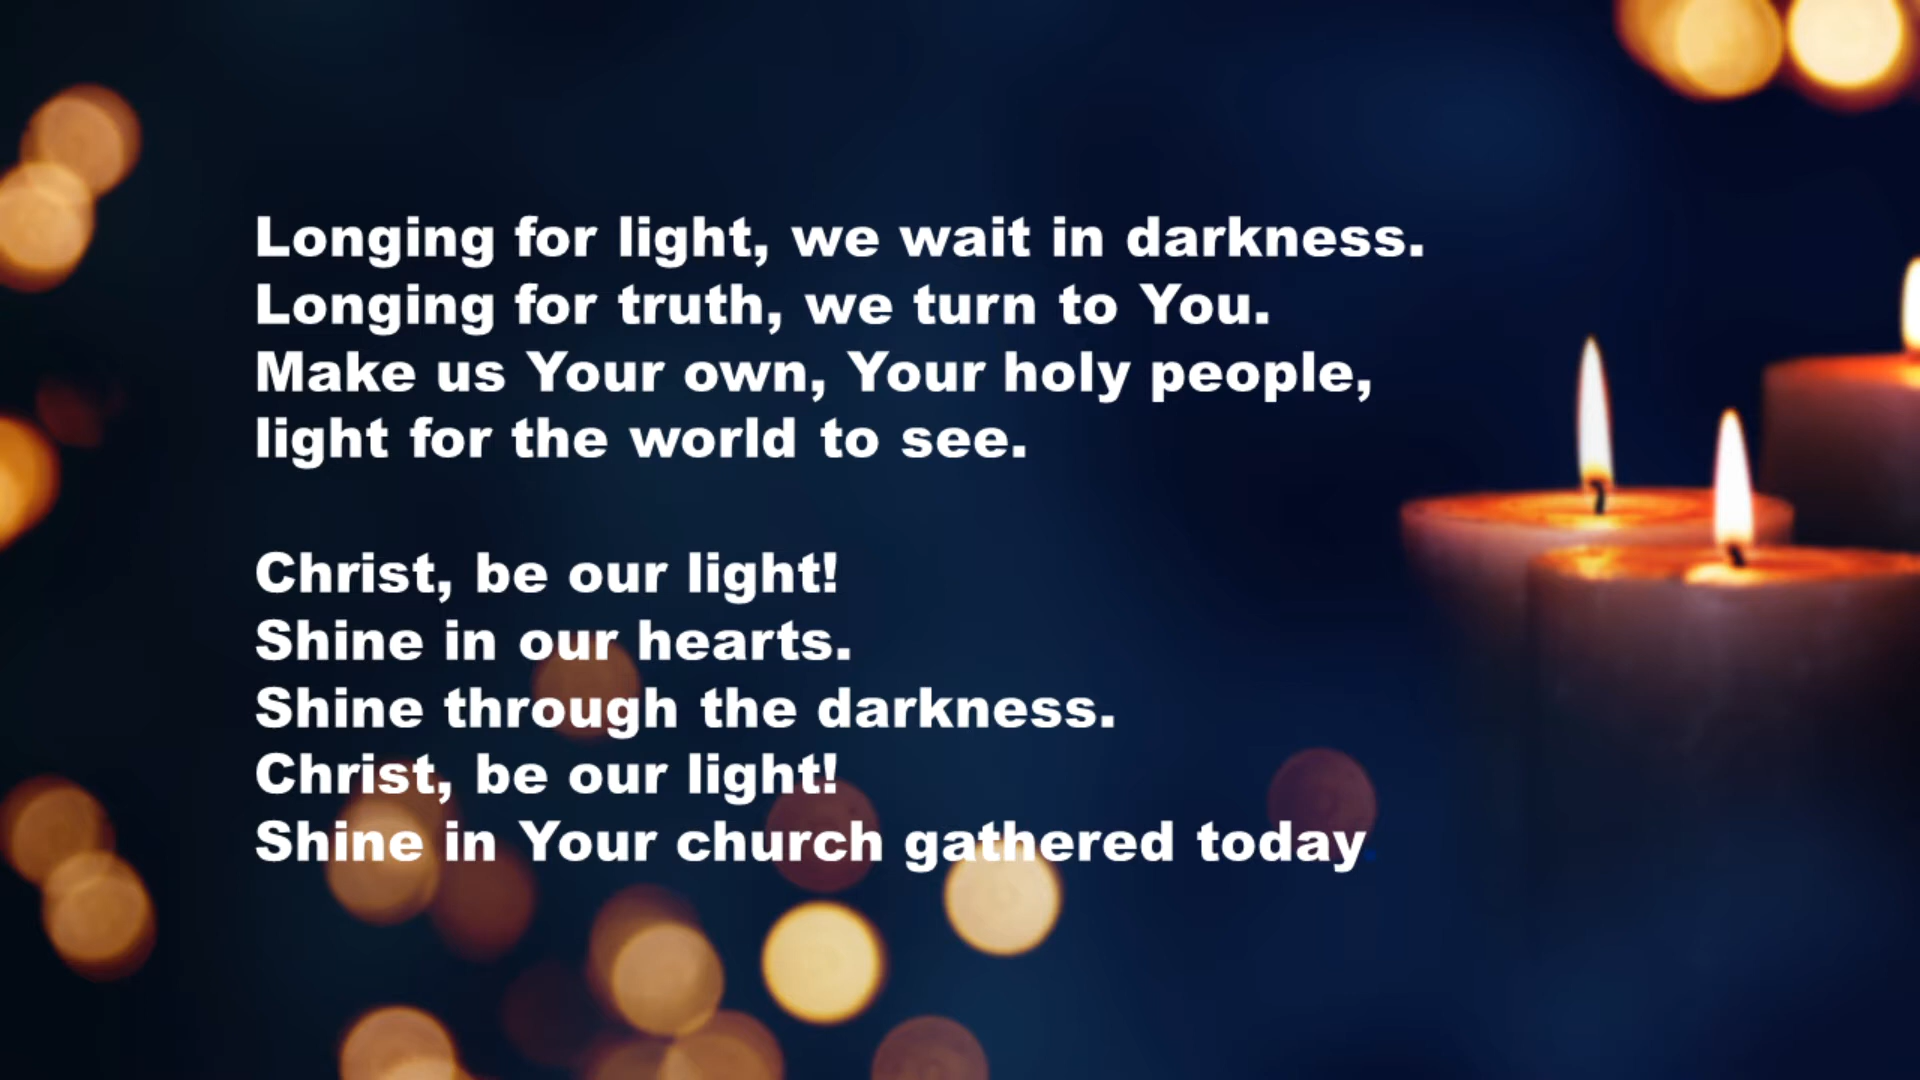 Longing for light, we wait in darkness.
Longing for truth, we turn to You.
Make us Your own, Your holy people,
light for the world to see.

Christ, be our light!
Shine in our hearts.
Shine through the darkness.
Christ, be our light!
Shine in Your church gathered today